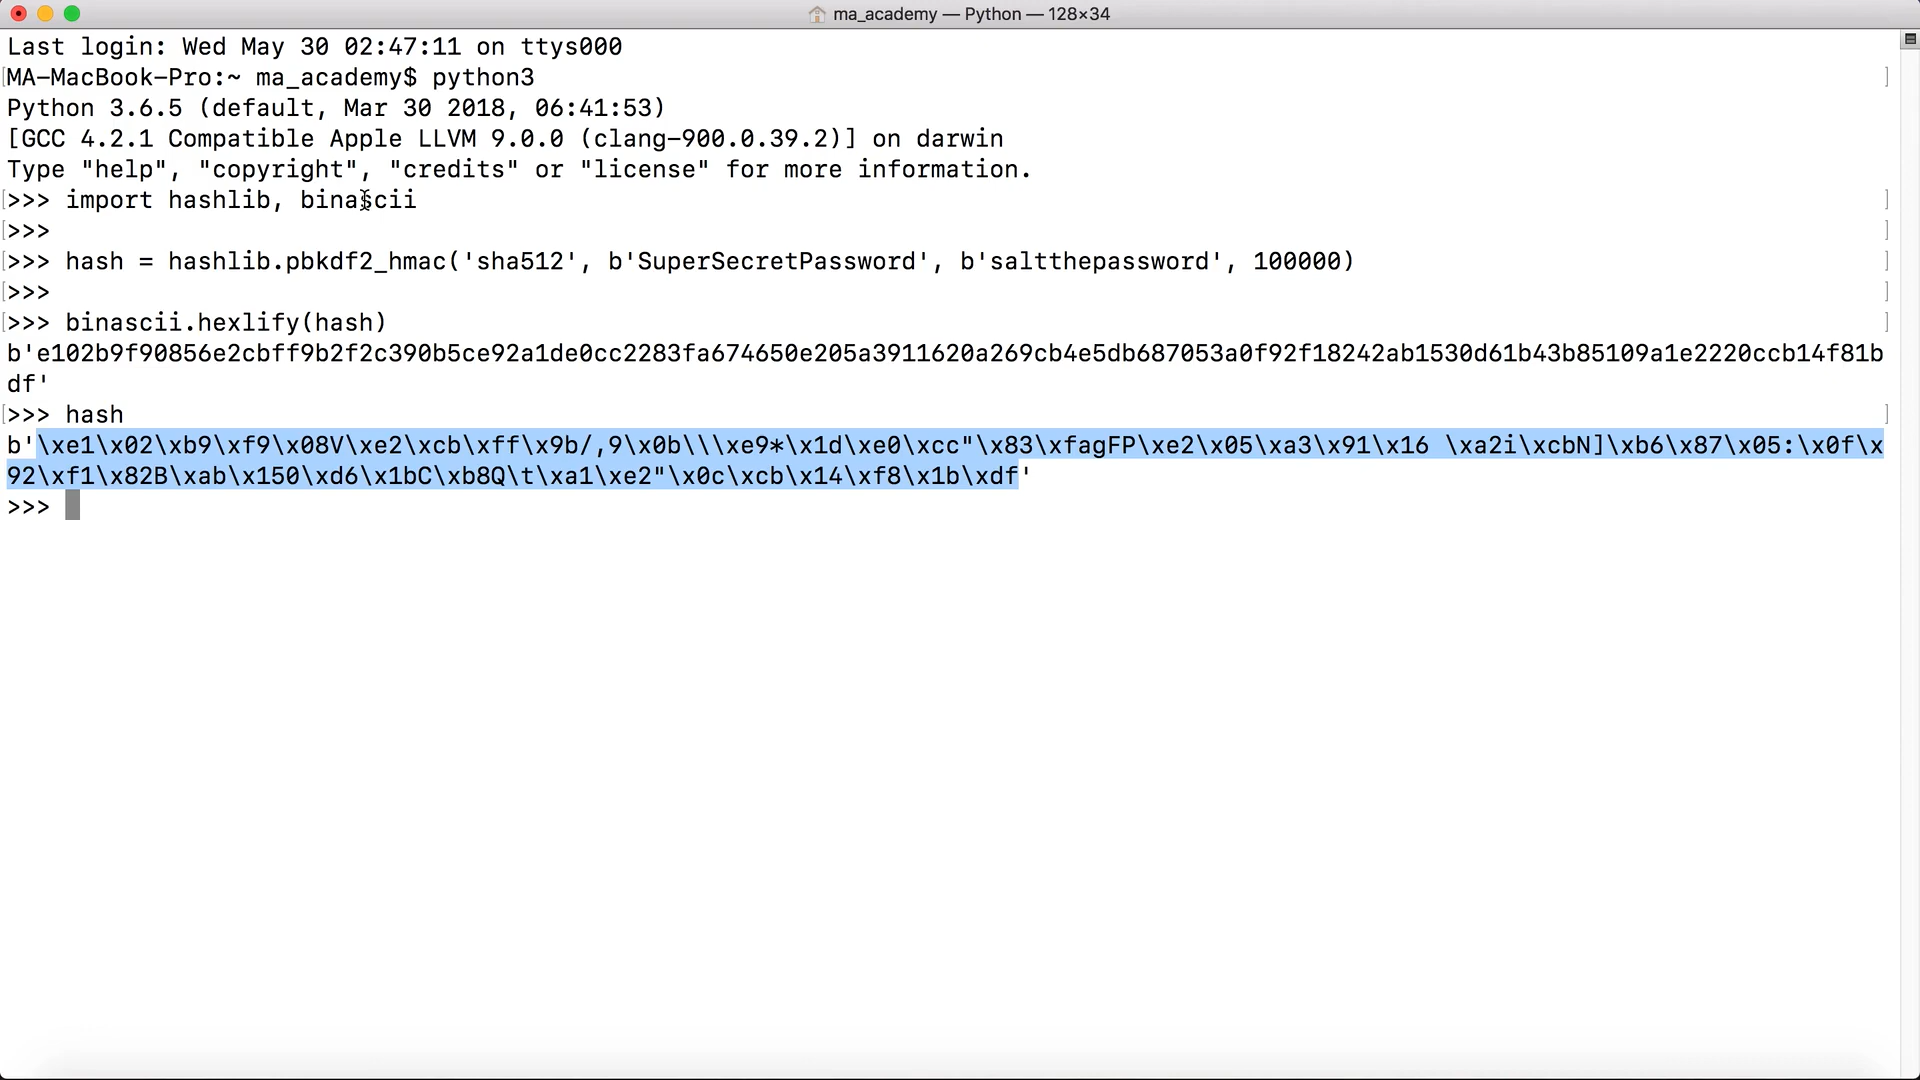 ma_academy — Python — 128×34
Last login: Wed May 30 02:47:11 on ttys000
MA-MacBook-Pro:~ ma_academy$ python3
Python 3.6.5 (default, Mar 30 2018, 06:41:53)
[GCC 4.2.1 Compatible Apple LLVM 9.0.0 (clang-900.0.39.2)] on darwin
Type "help", "copyright", "credits" or "license" for more information.
>>> import hashlib, binascii
>>>
>>> hash = hashlib.pbkdf2_hmac('sha512', b'SuperSecretPassword', b'saltthepassword', 100000)
>>>
>>> binascii.hexlify(hash)
b'e102b9f90856e2cbff9b2f2c390b5ce92a1de0cc2283fa674650e205a3911620a269cb4e5db687053a0f92f18242ab1530d61b43b85109a1e2220ccb14f81b
df'
>>> hash
b'\xe1\x02\xb9\xf9\x08V\xe2\xcb\xff\x9b/,9\x0b\\\xe9*\x1d\xe0\xcc"\x83\xfagFP\xe2\x05\xa3\x91\x16 \xa2i\xcbN]\xb6\x87\x05:\x0f\x
92\xf1\x82B\xab\x150\xd6\x1bC\xb8Q\t\xa1\xe2"\x0c\xcb\x14\xf8\x1b\xdf'
>>>